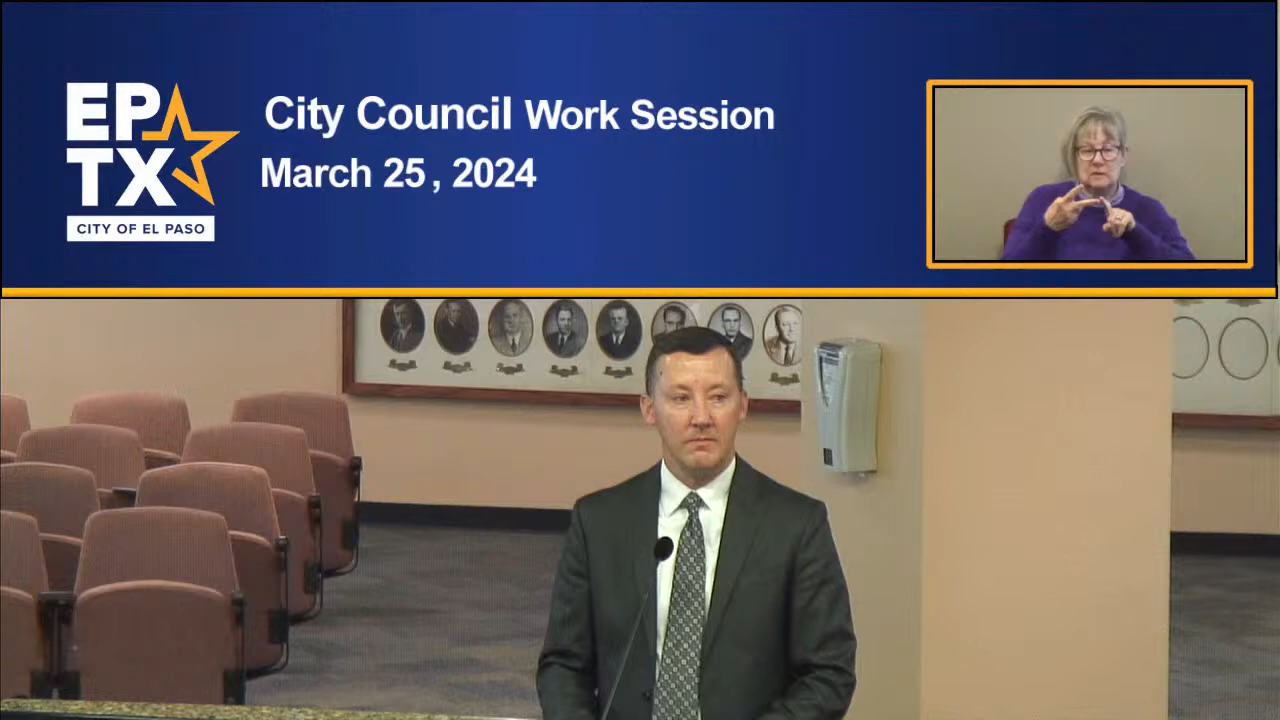 EP
TX
CITY OF EL PASO
City Council Work Session
March 25, 2024